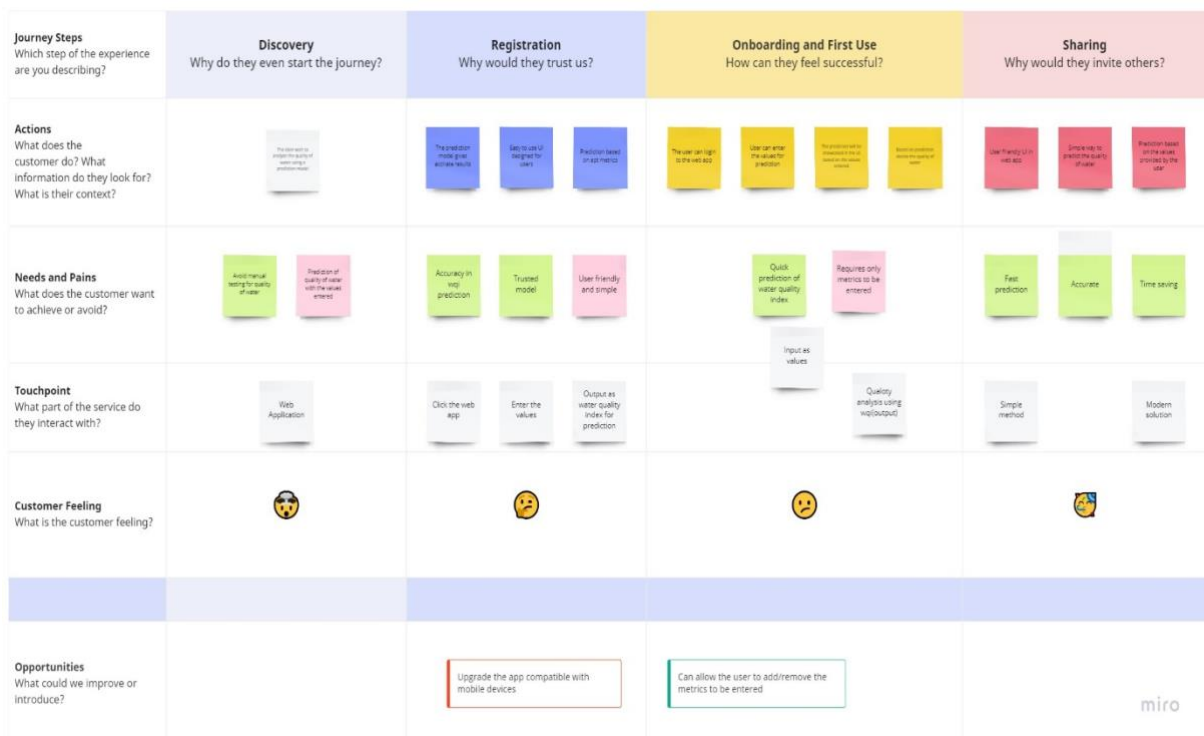 Journey Steps
Which step of the experience
are you describing?
Discovery
Why do they even start the journey?
Registration
Why would they trust us?
Onboarding and First Use
How can they feel successful?
Sharing
Why would they invite others?
Actions
What does the
customer do? What
information do they look for?
What is their context?
The prediction
model gives
results
Easy to use UI
designed for
users
Prediction based
on metrics
The user can login
to the web app
User can enter
the values for
prediction
User friendly UI in
web app
Simple way to
predict the quality
of water
Prediction based
on the values
provided by the
user
Needs and Pains
What does the customer want
to achieve or avoid?
Avoid manual
testing for quality
of water
Prediction of
quality of water
with the values
entered
Accuracy in
wqi
prediction
Trusted
model
User friendly
and simple
Quick
prediction of
water quality
index
Requires only
metrics to be
entered
Fast
prediction
Accurate
Time saving
Touchpoint
What part of the service do
they interact with?
Web
Application
Click the web
app
Enter the
values
Output as
water quality
index for
prediction
Input as
values
analysis using
wqi(output)
Simple
method
Modern
solution
Customer Feeling
What is the customer feeling?
Opportunities
What could we improve or
introduce?
Upgrade the app compatible with
mobile devices
Can allow the user to add/remove the
metrics to be entered
miro